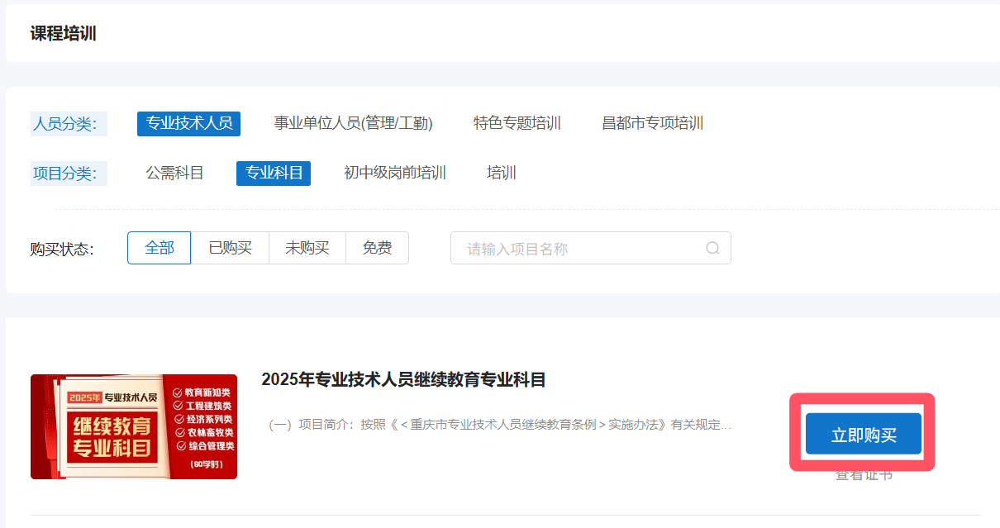 课程培训
人员分类： 专业技术人员 事业单位人员(管理/工勤) 特色专题培训 昌都市专项培训
项目分类： 公需科目 专业科目 初中级岗前培训 培训
购买状态： 全部 已购买 未购买 免费 请输入项目名称
2025年专业技术人员继续教育专业科目
（一）项目简介：按照《＜重庆市专业技术人员继续教育条例＞实施办法》有关规定…
2025年 专业技术人员
继续教育
专业科目
教育新知类
工程建筑类
经济系列类
农林畜牧类
综合管理类
(60学时)
立即购买
查看证书